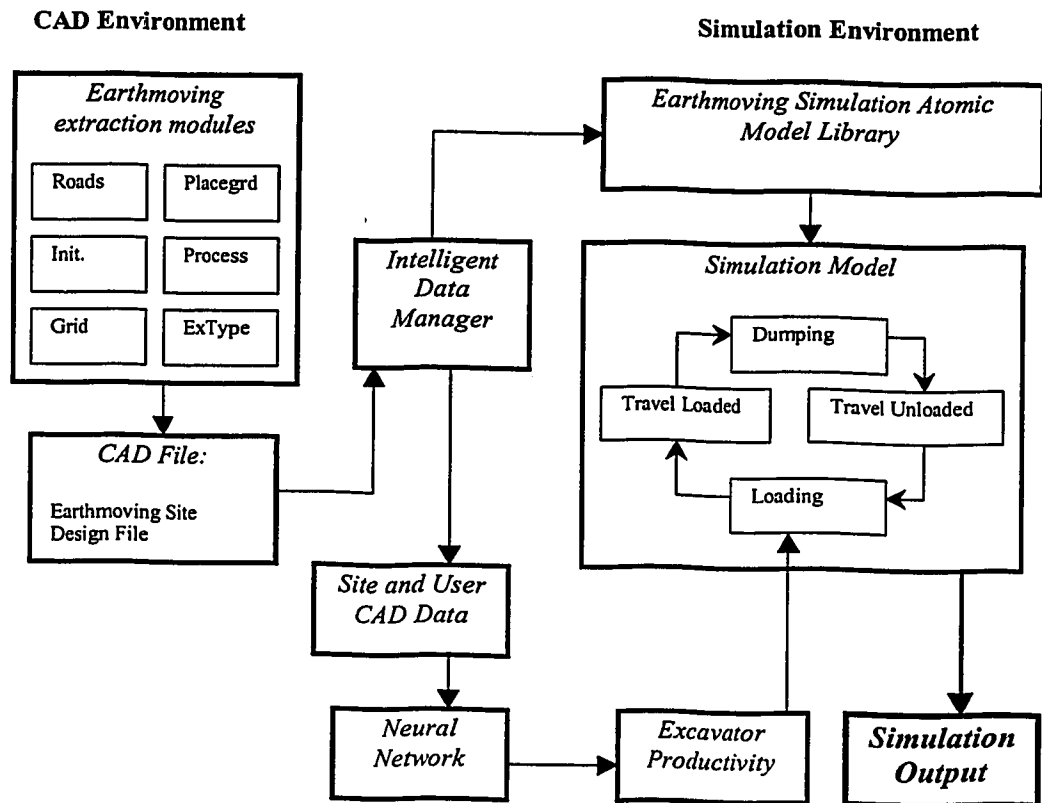 CAD Environment
Simulation Environment
Earthmoving
extraction modules
Roads
Placegrd
Init.
Process
Grid
ExType
CAD File:
Earthmoving Site
Design File
Intelligent
Data
Manager
Site and User
CAD Data
Neural
Network
Excavator
Productivity
Earthmoving Simulation Atomic
Model Library
Simulation Model
Dumping
Travel Loaded
Travel Unloaded
Loading
Simulation
Output